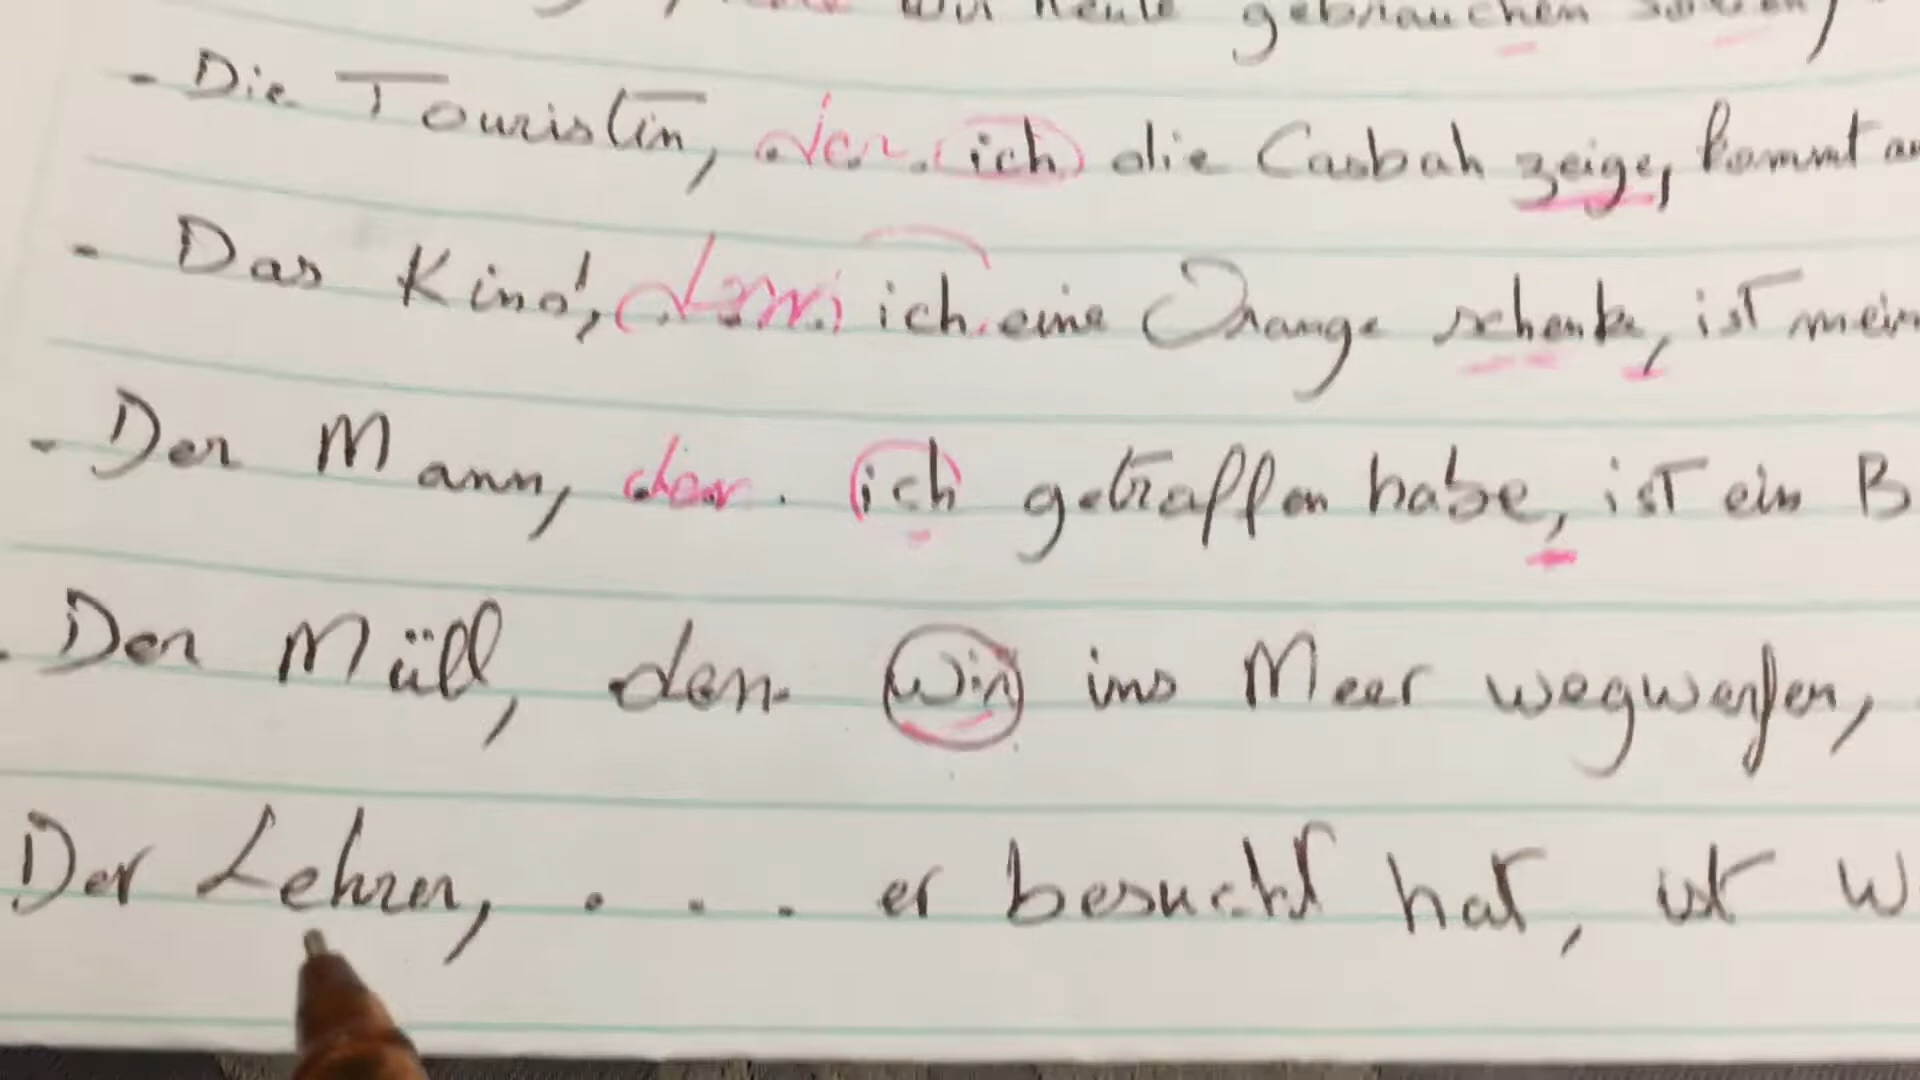 wir heute gebrauchen
- Die Touristin, der ich die Casbah zeige, kommt au
- Das Kind, dem ich eine Orange schenke, ist mein
- Der Mann, den ich getroffen habe, ist ein B
. Der Müll, den wir ins Meer wegwerfen,
Der Lehrer, . . . er besucht hat, ist w